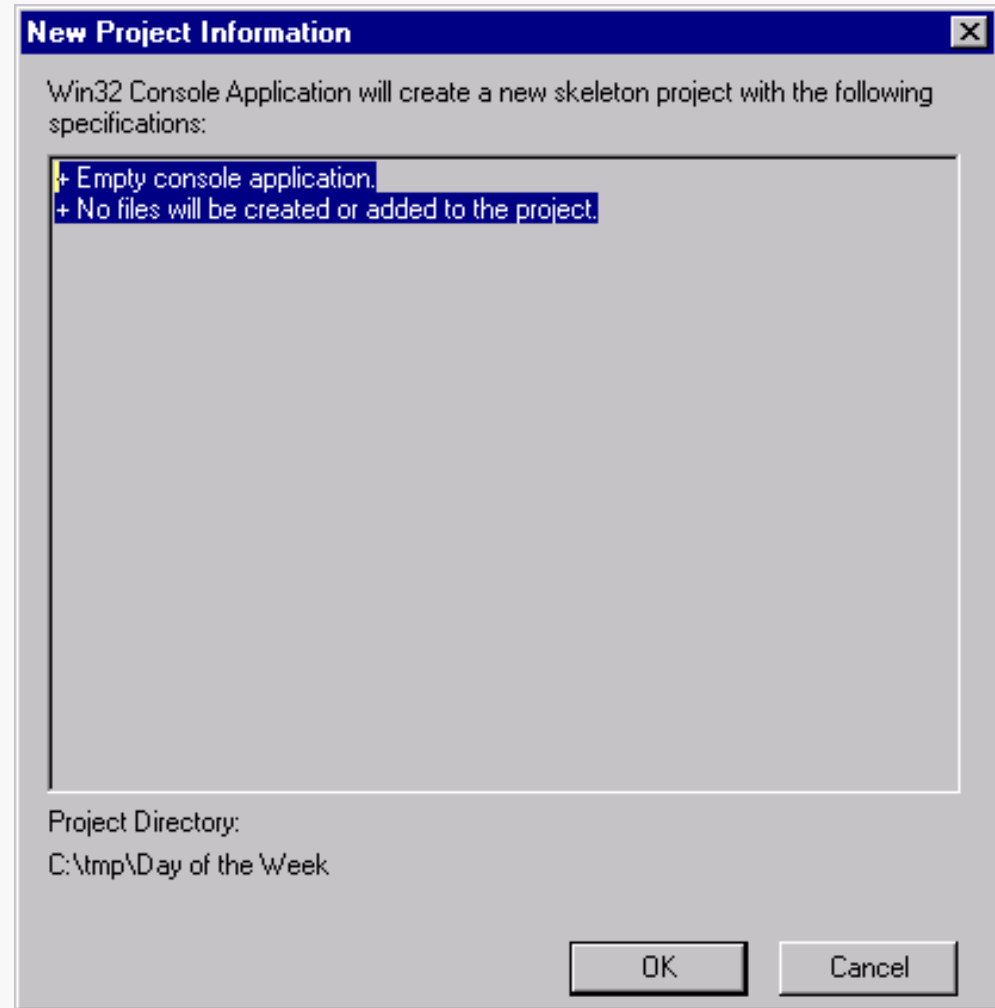 New Project Information
Win32 Console Application will create a new skeleton project with the following
specifications:
+ Empty console application.
+ No files will be created or added to the project.
Project Directory:
C:\tmp\Day of the Week
OK
Cancel